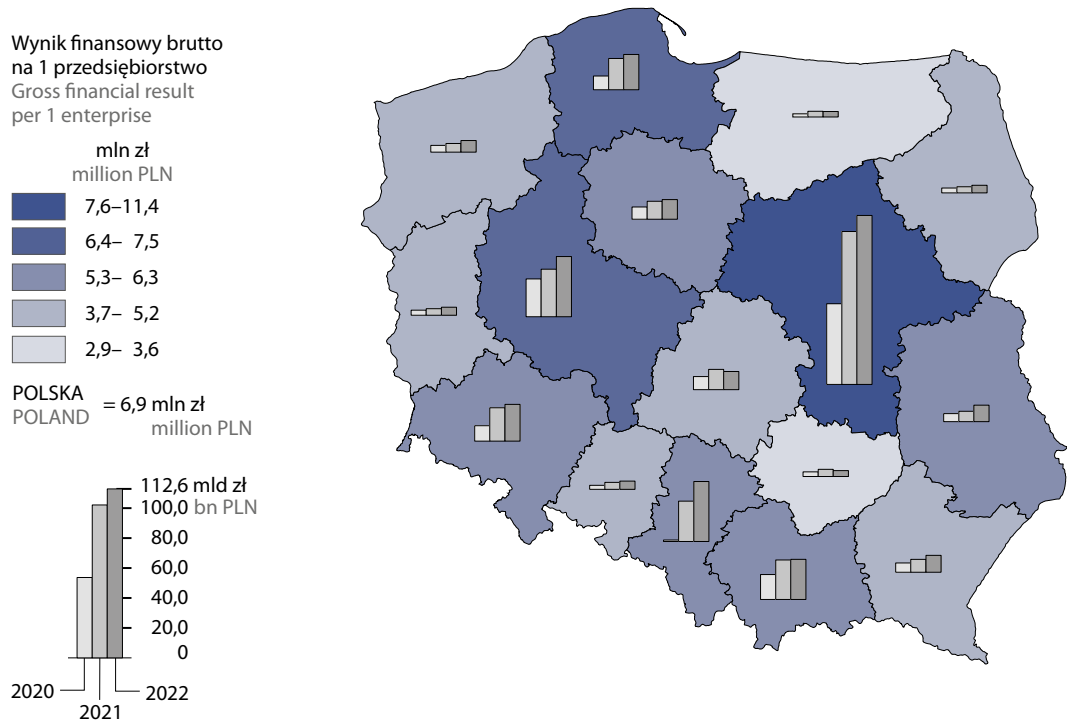 Wynik finansowy brutto
na 1 przedsiębiorstwo
Gross financial result
per 1 enterprise
mln zł
million PLN
7,6–11,4
6,4– 7,5
5,3– 6,3
3,7– 5,2
2,9– 3,6
POLSKA = 6,9 mln zł
POLAND million PLN
112,6 mld zł
100,0 bn PLN
80,0
60,0
40,0
20,0
0
2020 2022
2021